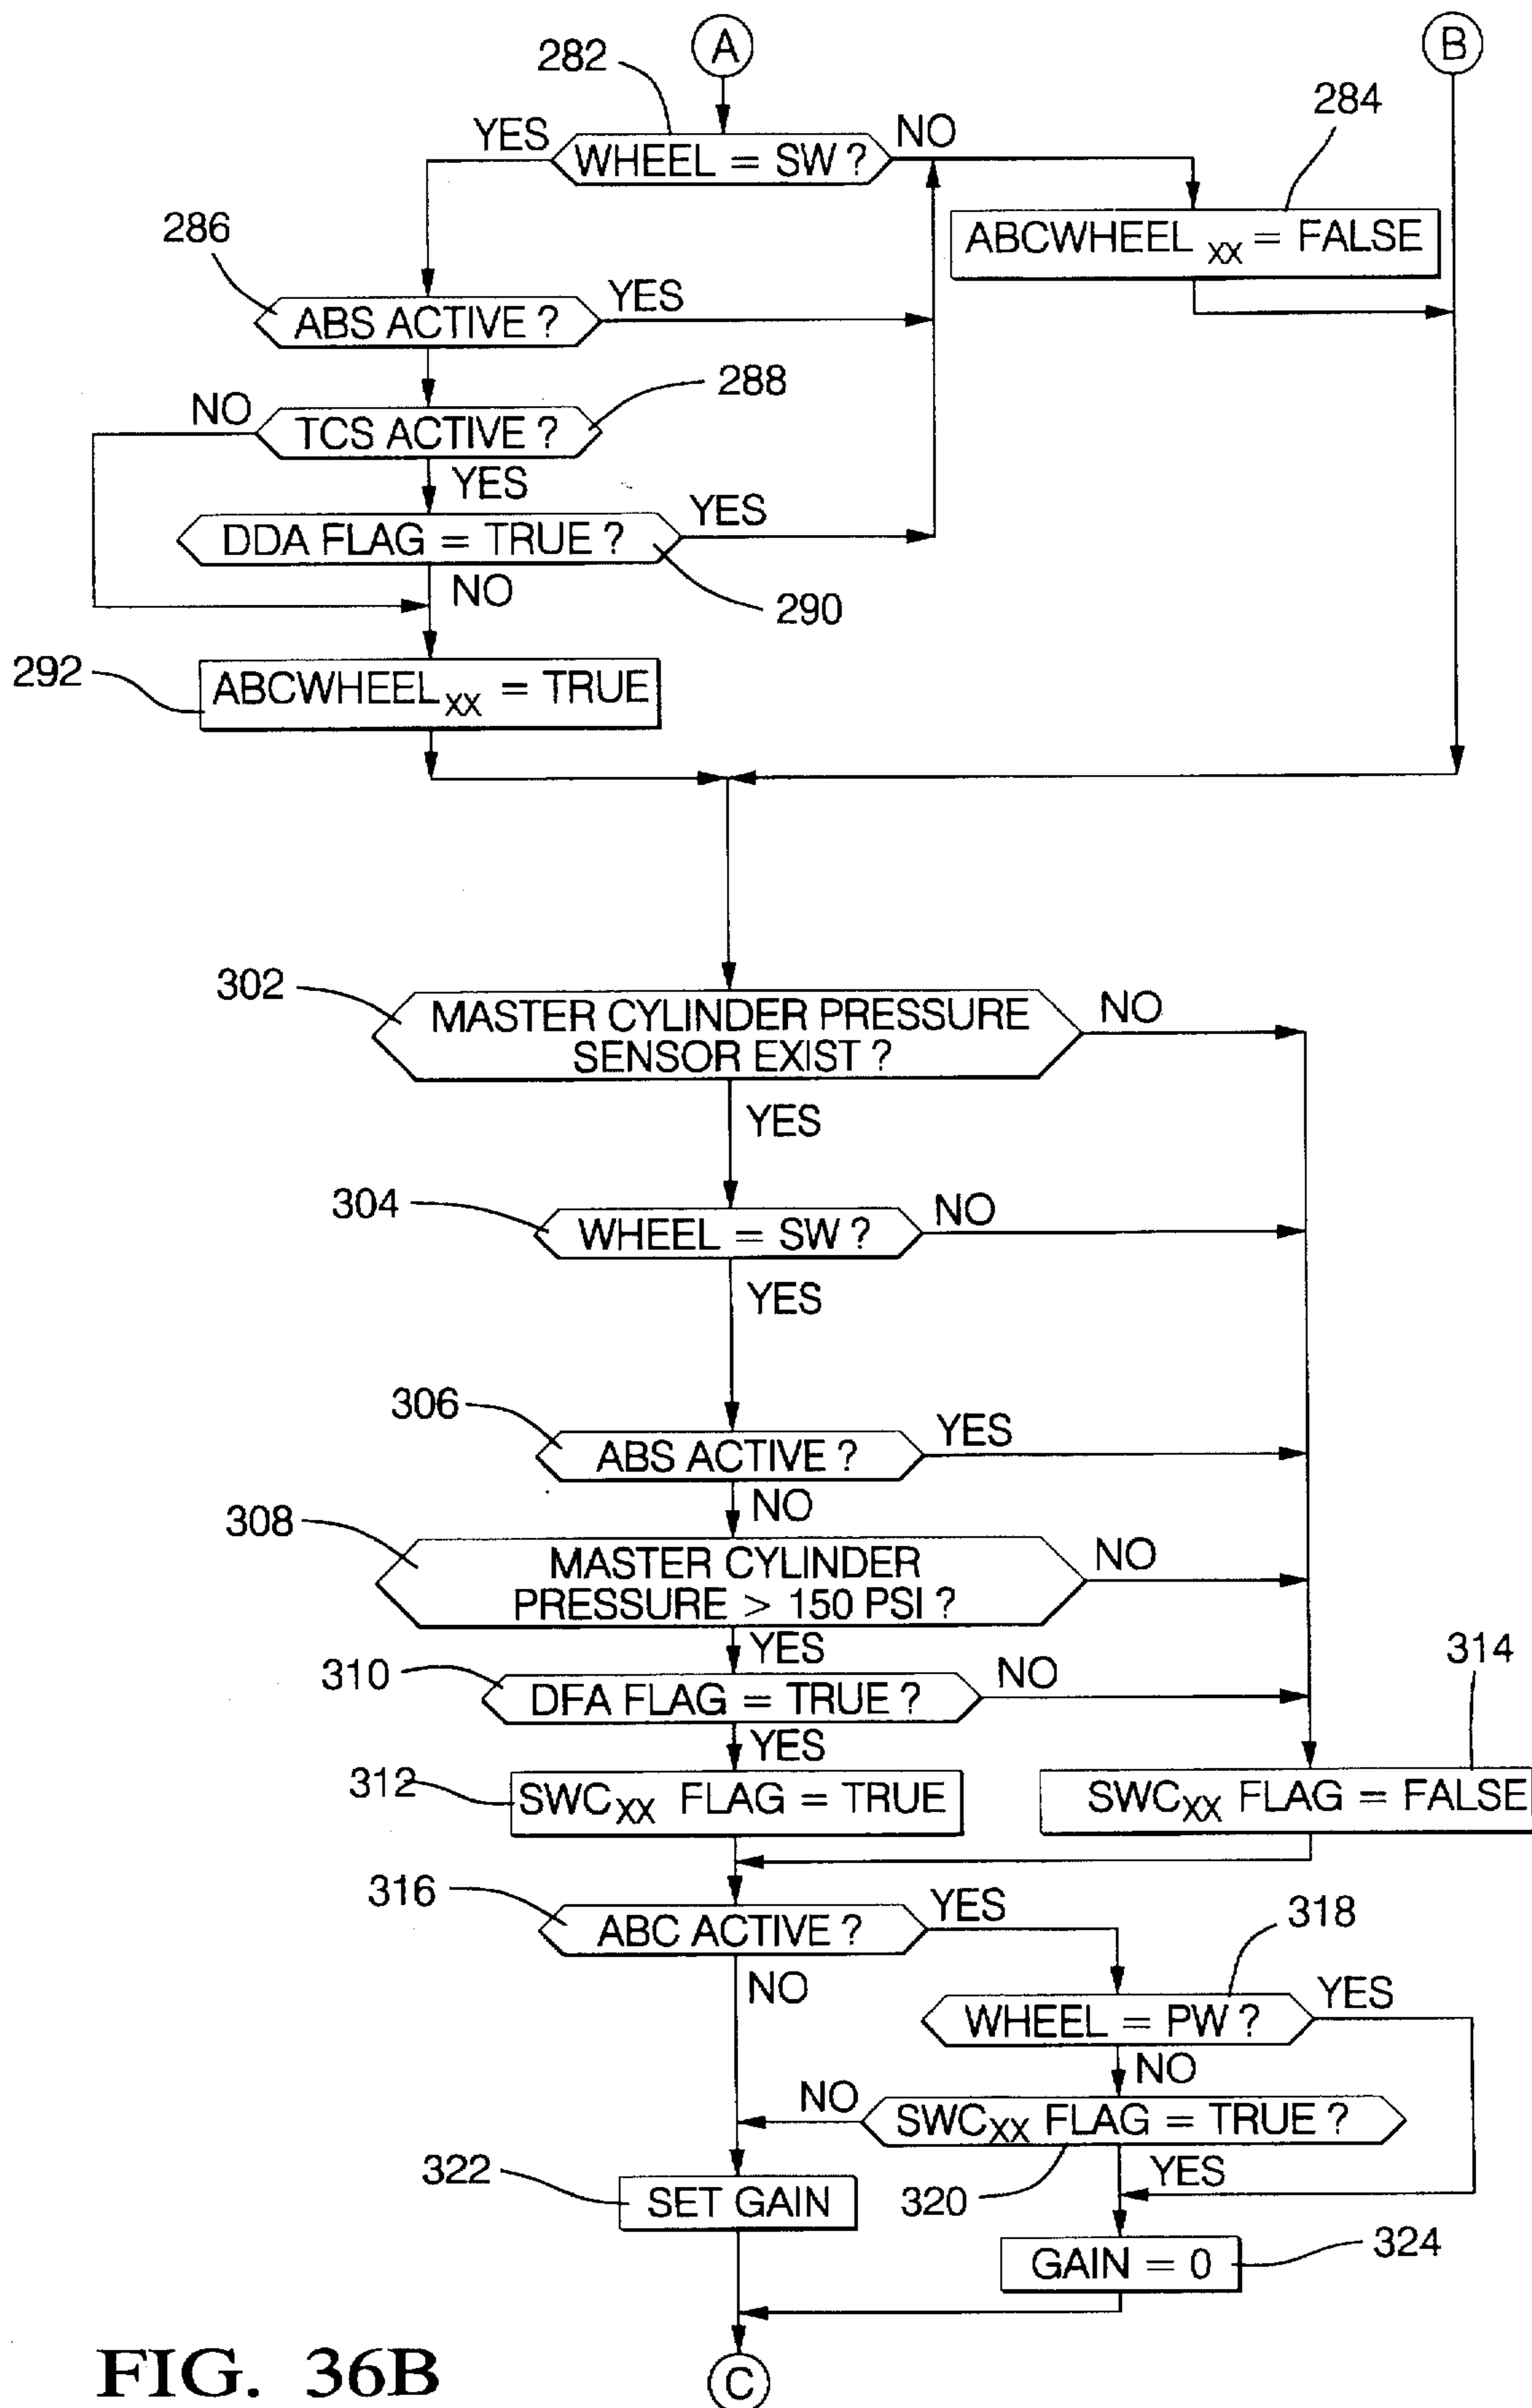 A
B
282
YES
WHEEL = SW ?
NO
284
ABCWHEEL XX = FALSE
286
ABS ACTIVE ?
YES
288
NO
TCS ACTIVE ?
YES
DDA FLAG = TRUE ?
YES
NO
290
292
ABCWHEELXX = TRUE
302
MASTER CYLINDER PRESSURE
SENSOR EXIST ?
NO
YES
304
WHEEL = SW ?
NO
YES
306
ABS ACTIVE ?
YES
NO
308
MASTER CYLINDER
PRESSURE > 150 PSI ?
NO
YES
310
DFA FLAG = TRUE ?
NO
314
YES
312
SWCXX FLAG = TRUE
SWCXX FLAG = FALSE
316
ABC ACTIVE ?
YES
318
NO
WHEEL = PW ?
YES
NO
NO
SWCXX FLAG = TRUE ?
322
SET GAIN
320
YES
GAIN = 0
324
FIG. 36B
C